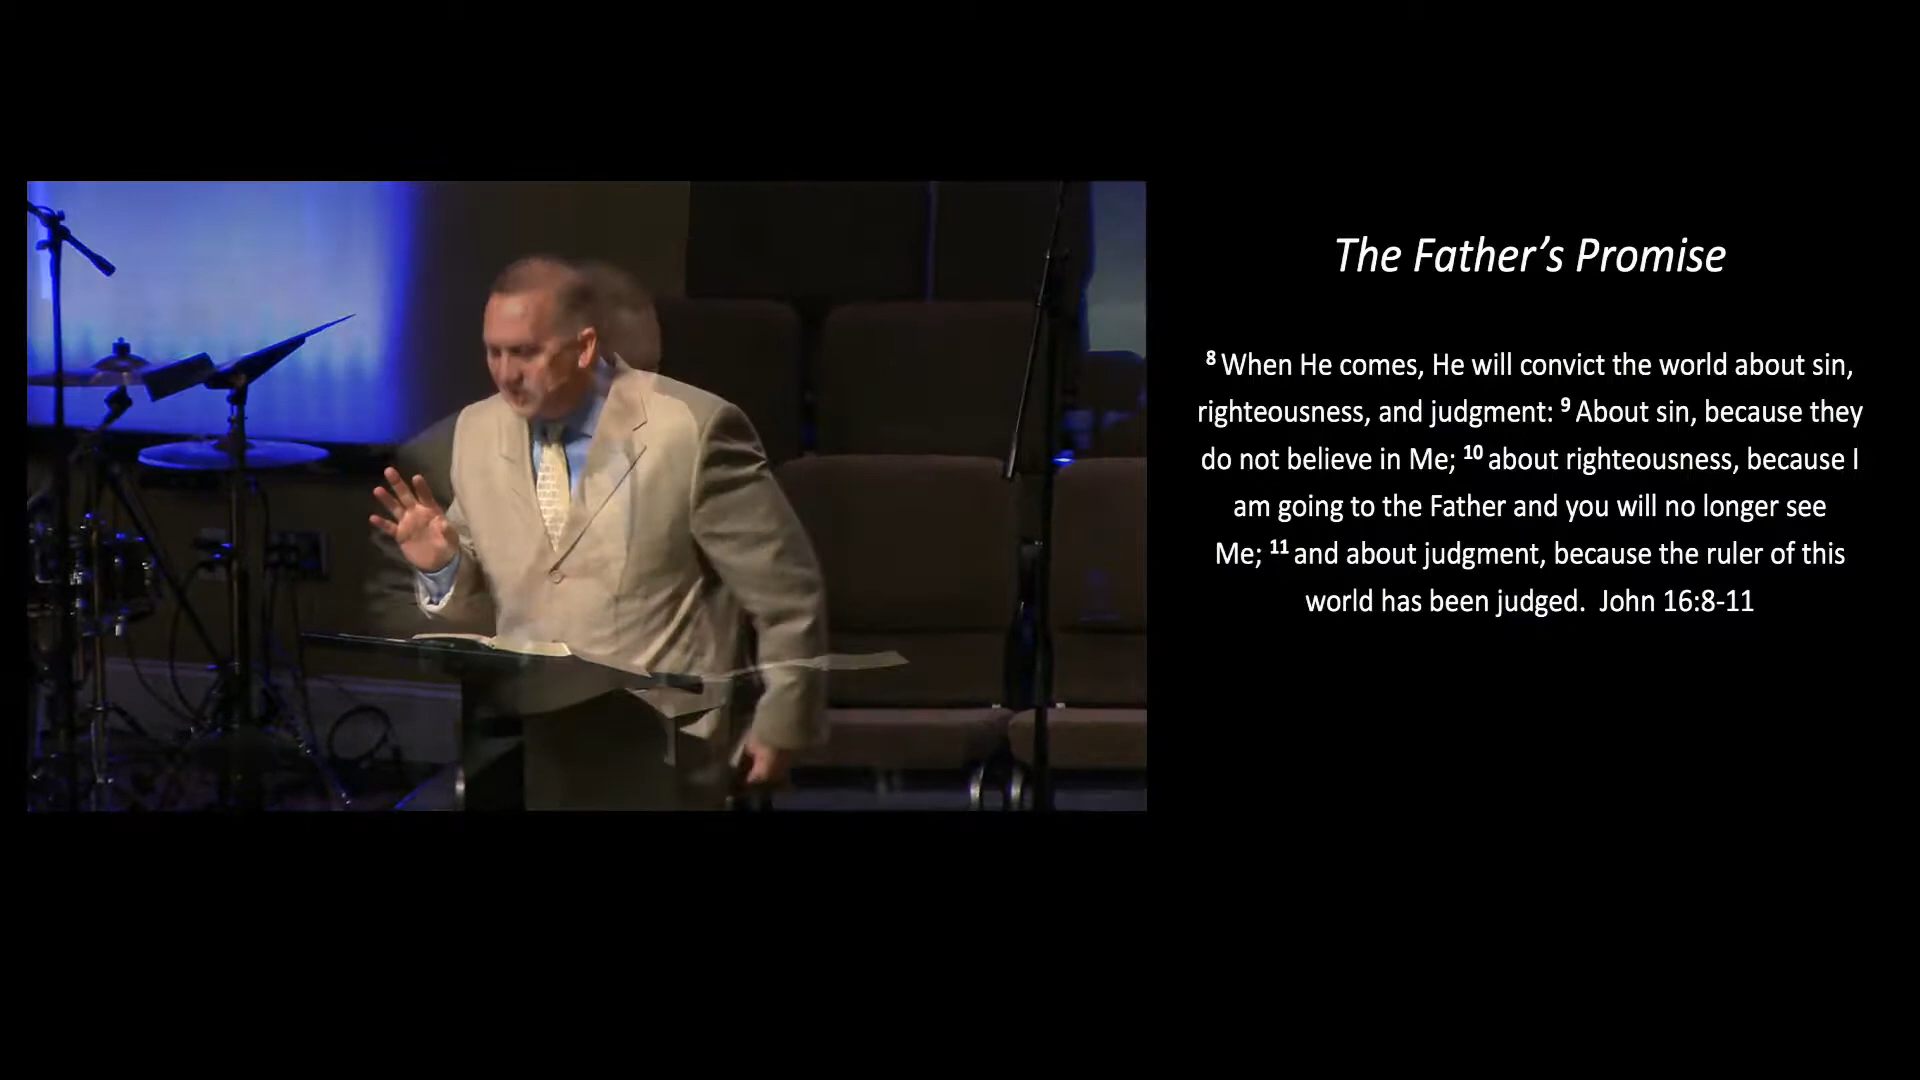 The Father’s Promise
⁸ When He comes, He will convict the world about sin,
righteousness, and judgment: ⁹ About sin, because they
do not believe in Me; ¹⁰ about righteousness, because I
am going to the Father and you will no longer see
Me; ¹¹ and about judgment, because the ruler of this
world has been judged.  John 16:8-11